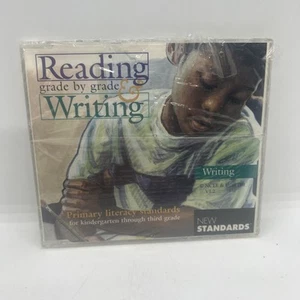 Reading
grade by grade
&
Writing
Writing
Primary literacy standards
for kindergarten through third grade
NEW
STANDARDS